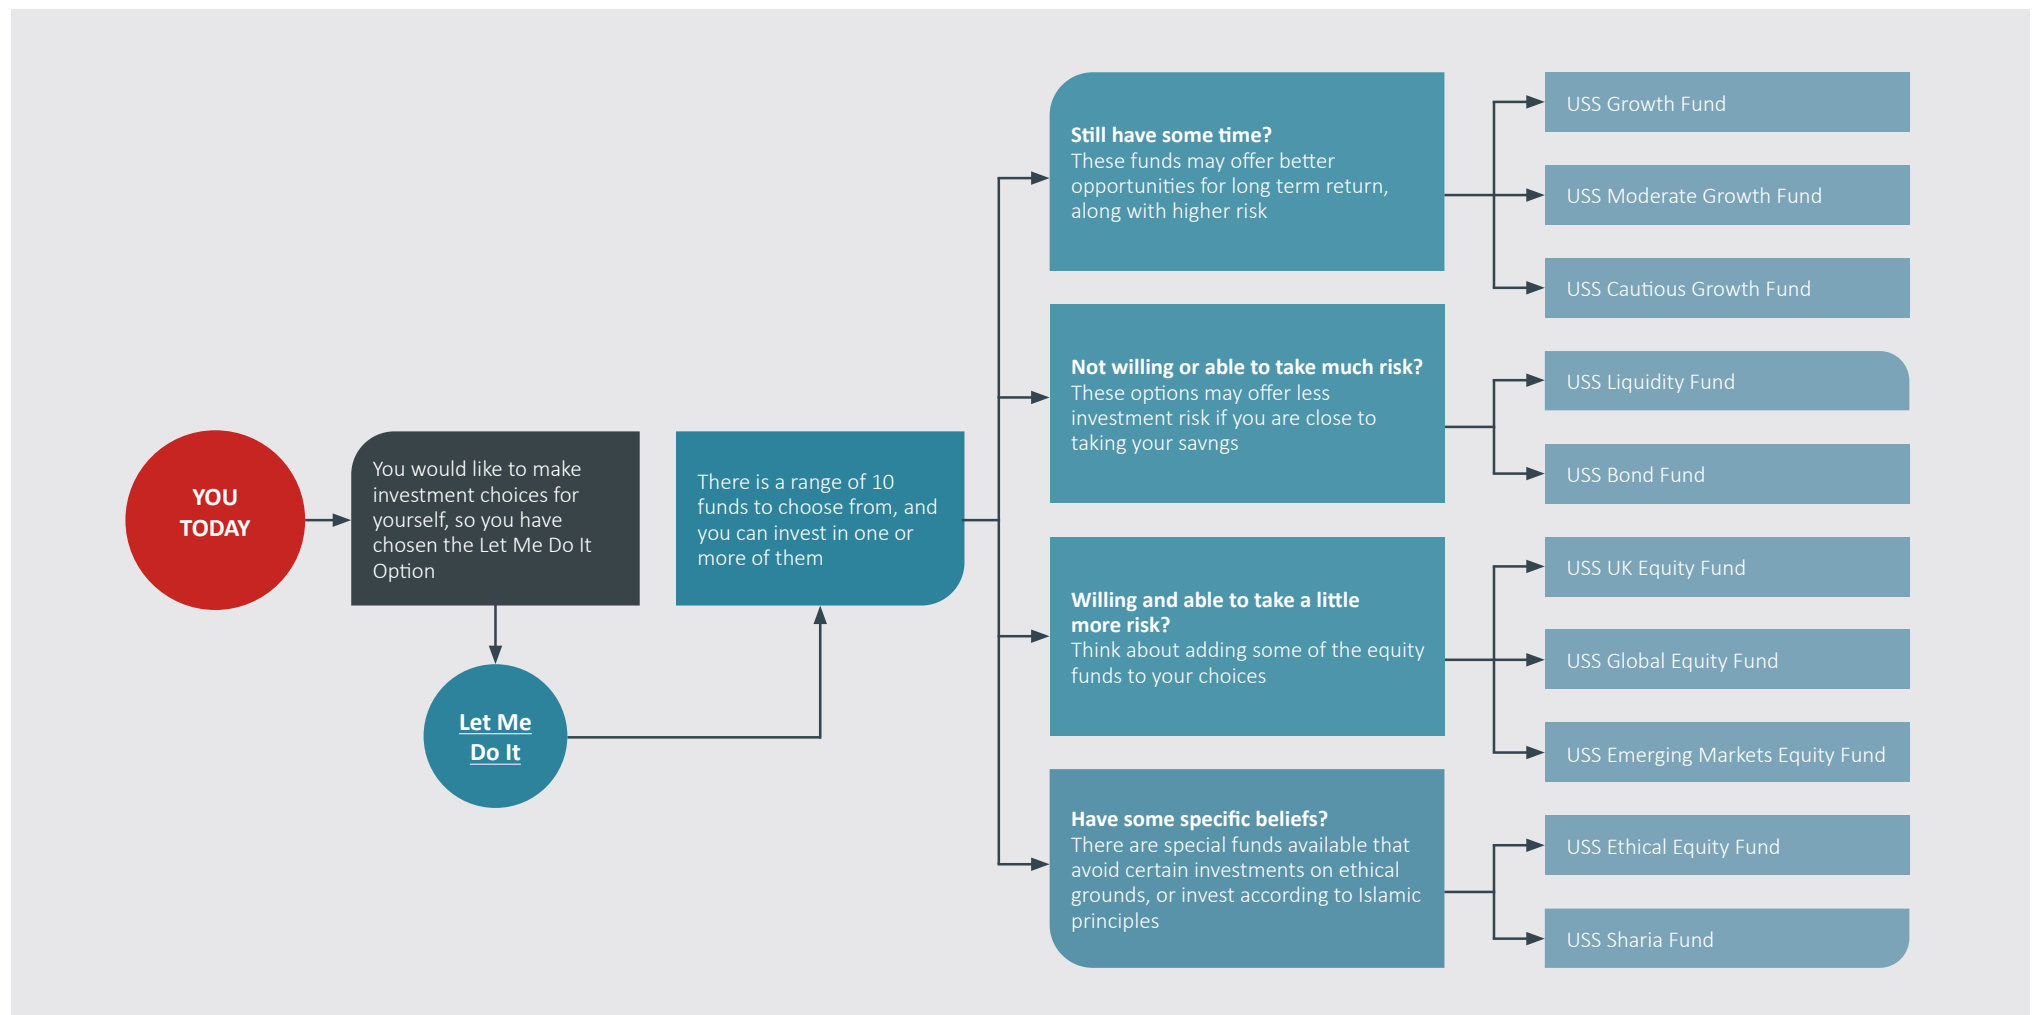 YOU
TODAY
You would like to make
investment choices for
yourself, so you have
chosen the Let Me Do It
Option
Let Me
Do It
There is a range of 10
funds to choose from, and
you can invest in one or
more of them
Still have some time?
These funds may offer better
opportunities for long term return,
along with higher risk
Not willing or able to take much risk?
These options may offer less
investment risk if you are close to
taking your savngs
Willing and able to take a little
more risk?
Think about adding some of the equity
funds to your choices
Have some specific beliefs?
There are special funds available that
avoid certain investments on ethical
grounds, or invest according to Islamic
principles
USS Growth Fund
USS Moderate Growth Fund
USS Cautious Growth Fund
USS Liquidity Fund
USS Bond Fund
USS UK Equity Fund
USS Global Equity Fund
USS Emerging Markets Equity Fund
USS Ethical Equity Fund
USS Sharia Fund